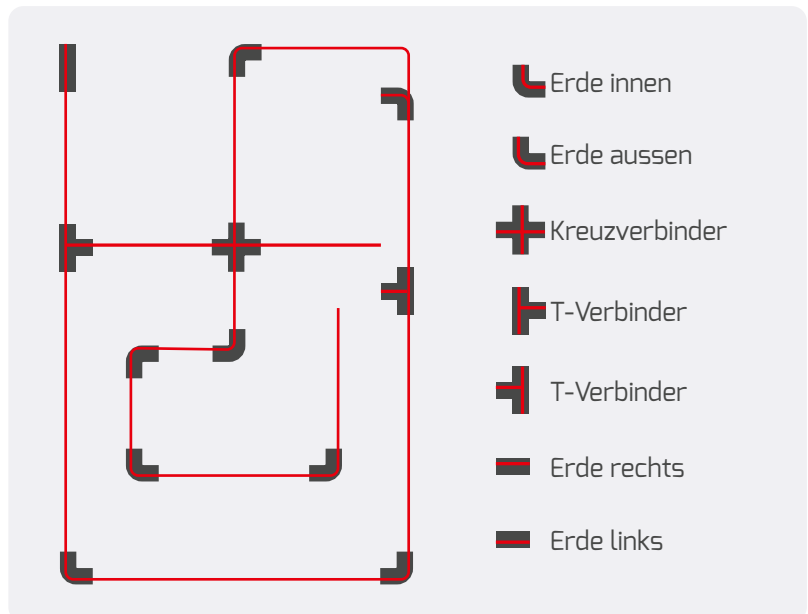 Erde innen
Erde aussen
Kreuzverbinder
T-Verbinder
T-Verbinder
Erde rechts
Erde links